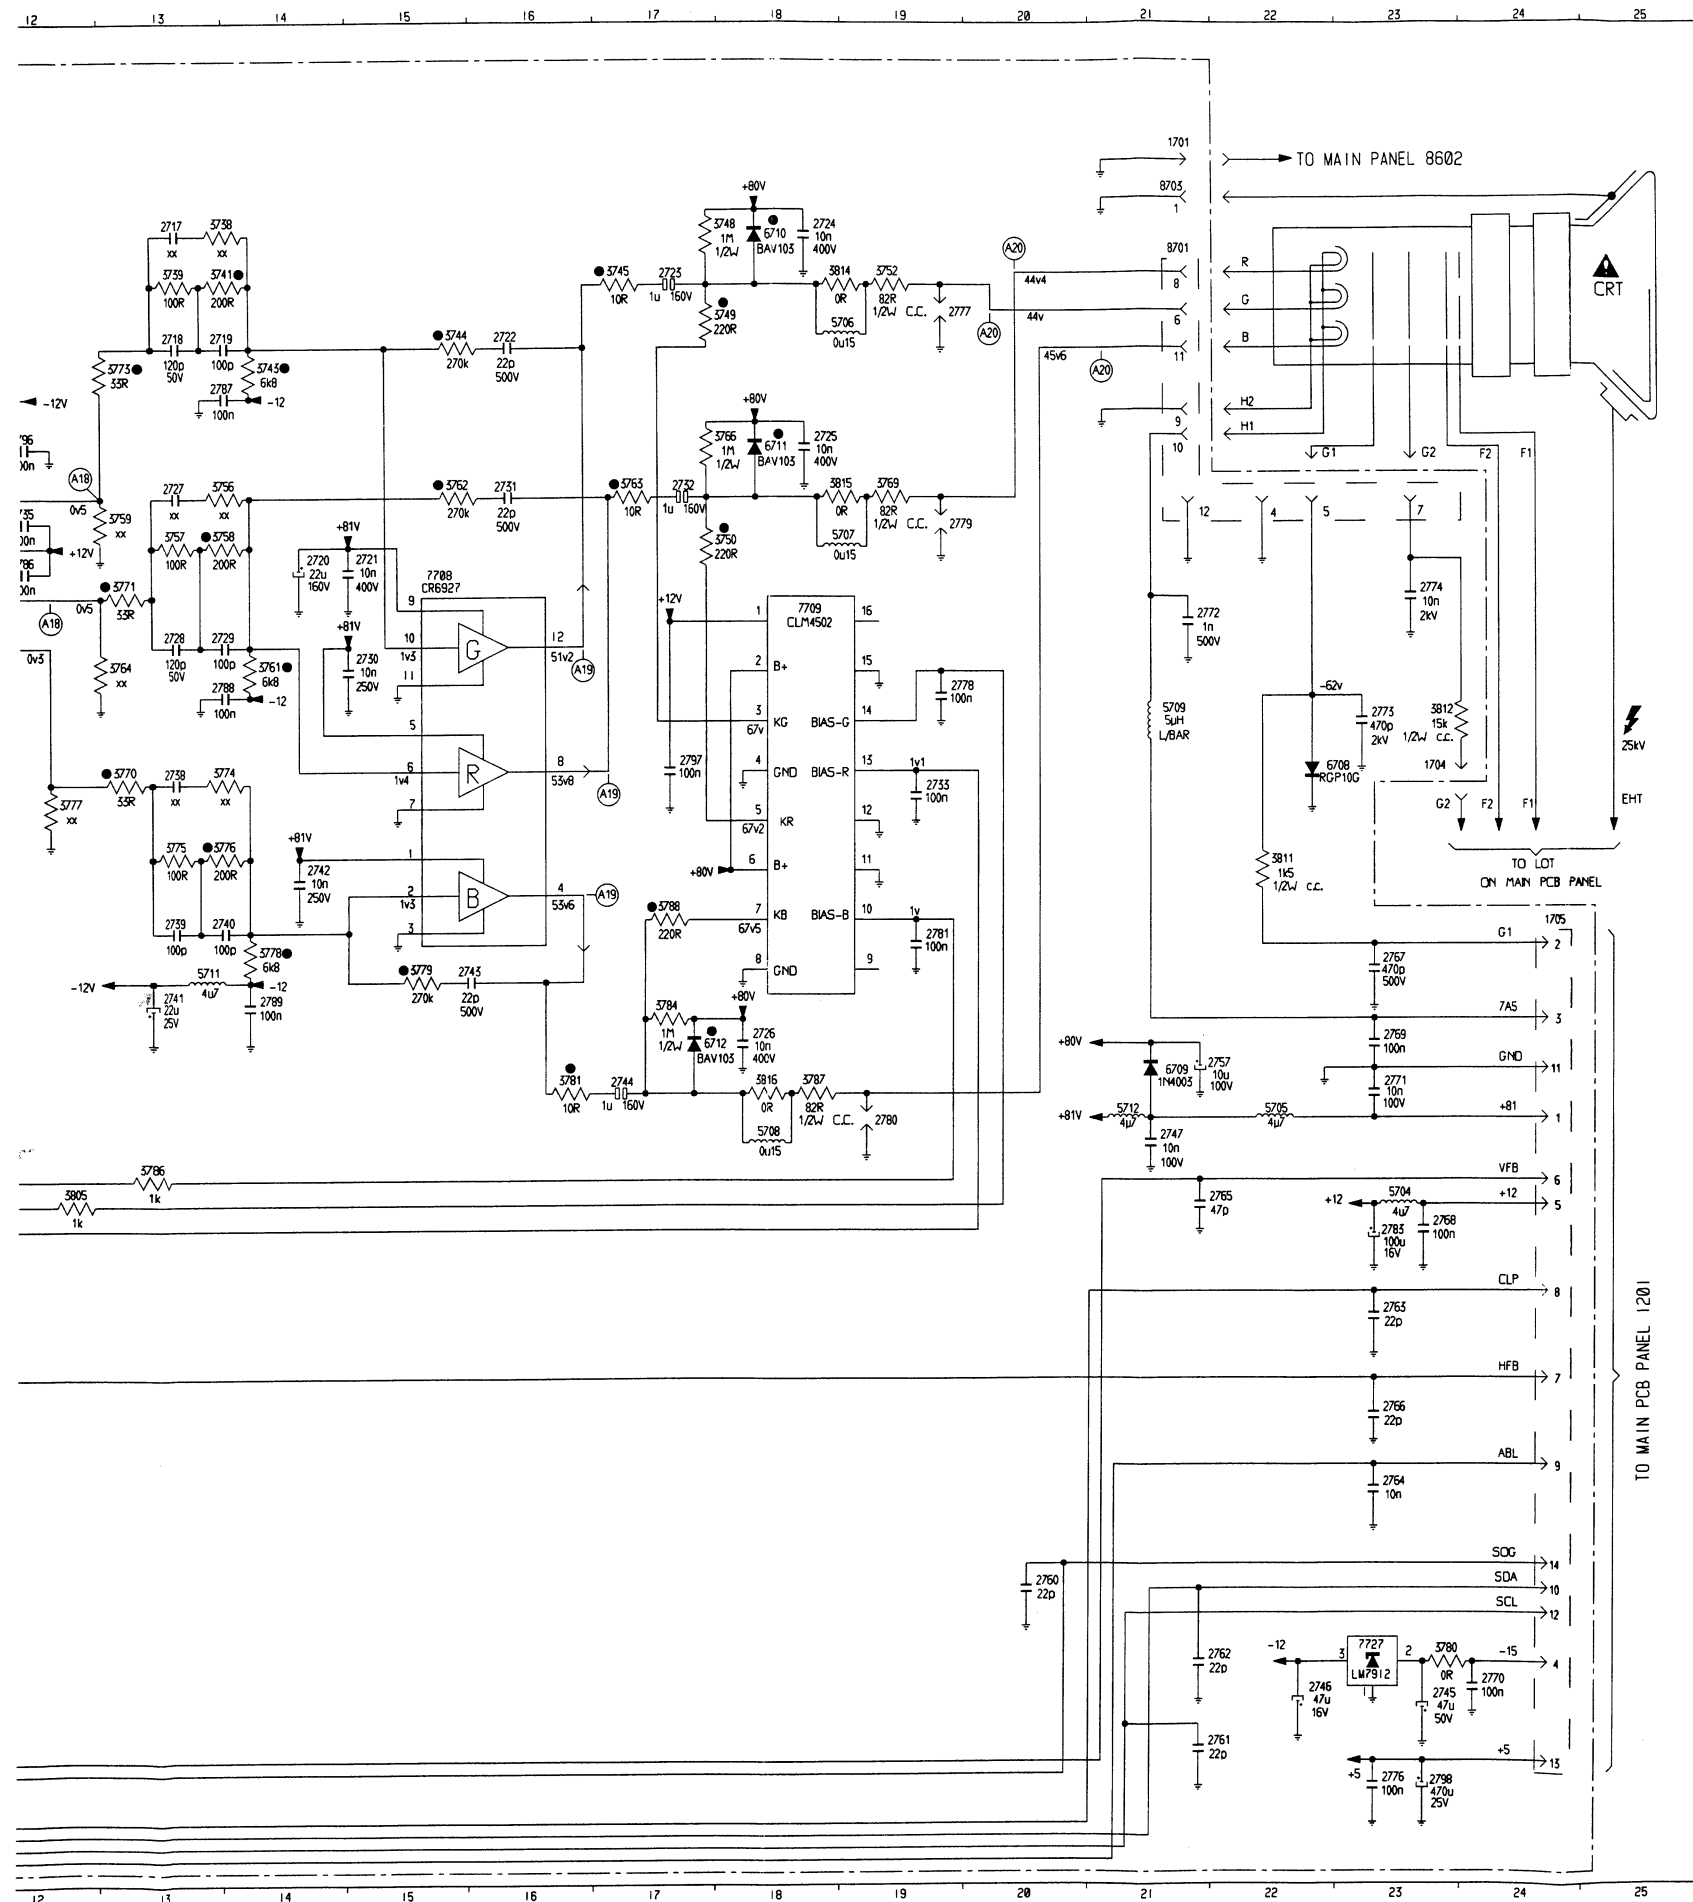 12 13 14 15 16 17 18 19 20 21 22 23 24 25
1701
TO MAIN PANEL 8602
8703
1
+80V
2717 3738
xx xx
3748 1M 1/2W
6710 BAV103
2724 10n 400V
A20
8701
R
8
CRT
3739 3741
100R 200R
3745 10R
2723 1u 160V
3814 0R
3752 82R 1/2W C.C.
2777
44v4
G
6
44v
A20
3749 220R
5706 0u15
2718 120p 50V
2719 100p
3744 270k
2722 22p 500V
B
11
45v6
A20
3773 33R
3743 6k8
2787 100n
-12
-12V
+80V
H2
9
H1
10
3766 1M 1/2W
6711 BAV103
2725 10n 400V
G1 G2 F2 F1
A18
0v5
2727 xx
3756 xx
3762 270k
2731 22p 500V
3763 10R
2732 1u 160V
3815 0R
3769 82R 1/2W C.C.
2779
12 4 5 7
3759 xx
+12V
+81V
3757 100R
3758 200R
3750 220R
5707 0u15
2720 22u 160V
2721 10n 400V
7708 CR6927
2774 10n 2kV
3771 33R
0v5
A18
+12V
7709 CLM4502
1 16
9
2772 1n 500V
+81V
10 G 12
1v3 51v2
A19
0v3
2728 120p 50V
2729 100p
3764 xx
3761 6k8
2730 10n 250V
2788 100n
-12
11
2 B+ 15
2778 100n
-62v
3 KG BIAS-G 14
67v
5709 5µH L/BAR
2773 470p 2kV
3812 15k 1/2W C.C.
25kV
5
6 R 8
1v4 53v8
A19
7
2797 100n
4 GND BIAS-R 13
1v1
2733 100n
6708 RGP10G
1704
3770 33R
2738 xx
3774 xx
3777 xx
G2 F2 F1 EHT
5 KR 12
67v2
+81V
3775 100R
3776 200R
2742 10n 250V
1
+80V 6 B+ 11
3811 1k5 1/2W C.C.
TO LOT
ON MAIN PCB PANEL
2 B 4
1v3 53v6
A19
3
3788 220R
7 KB BIAS-B 10
67v5 1v
2781 100n
1705
G1 2
2739 100p
2740 100p
3778 6k8
8 GND 9
2767 470p 500V
-12V
5711 4u7
-12
2741 22u 25V
2789 100n
3779 270k
2743 22p 500V
+80V
3784 1M 1/2W
6712 BAV103
2726 10n 400V
7A5 3
2769 100n
+80V
6709 1N4003
2757 10u 100V
GND 11
2771 10n 100V
3781 10R
2744 1u 160V
3816 0R
3787 82R 1/2W C.C.
2780
5708 0u15
+81V
5712 4µ7
5705 4µ7
+81 1
2747 10n 100V
3786 1k
VFB 6
3805 1k
2765 47p
+12
5704 4u7
+12 5
2783 100u 16V
2768 100n
CLP 8
2763 22p
TO MAIN PCB PANEL 1201
HFB 7
2766 22p
ABL 9
2764 10n
SOG 14
2760 22p
SDA 10
SCL 12
2762 22p
-12
3 7727 LM7912 2
1
3780 0R
-15 4
2746 47u 16V
2745 47u 50V
2770 100n
2761 22p
+5
+5 13
2776 100n
2798 470u 25V
12 13 14 15 16 17 18 19 20 21 22 23 24 25